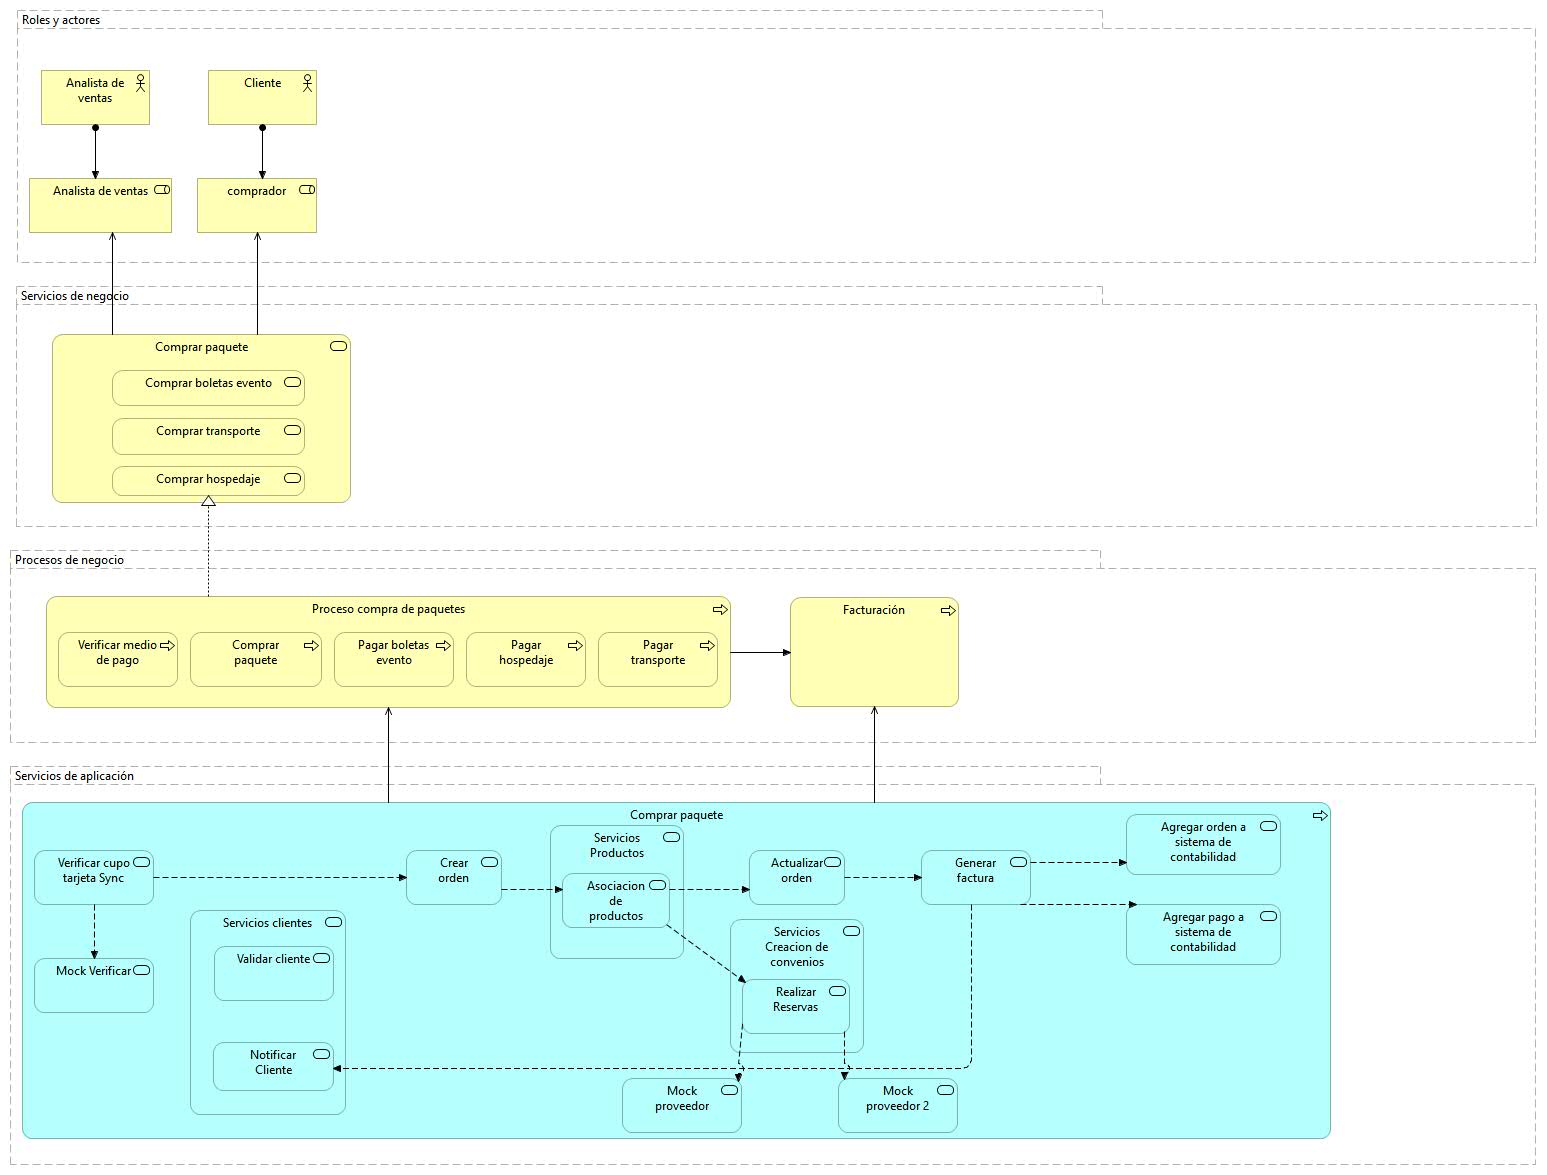 Roles y actores
Analista de
ventas
Cliente
Analista de ventas
comprador
Servicios de negocio
Comprar paquete
Comprar boletas evento
Comprar transporte
Comprar hospedaje
Procesos de negocio
Proceso compra de paquetes
Verificar medio
de pago
Comprar
paquete
Pagar boletas
evento
Pagar
hospedaje
Pagar
transporte
Facturación
Servicios de aplicación
Comprar paquete
Verificar cupo
tarjeta Sync
Crear
orden
Servicios
Productos
Asociacion
de
productos
Actualizar
orden
Generar
factura
Agregar orden a
sistema de
contabilidad
Agregar pago a
sistema de
contabilidad
Mock Verificar
Servicios clientes
Validar cliente
Notificar
Cliente
Servicios
Creacion de
convenios
Realizar
Reservas
Mock
proveedor
Mock
proveedor 2